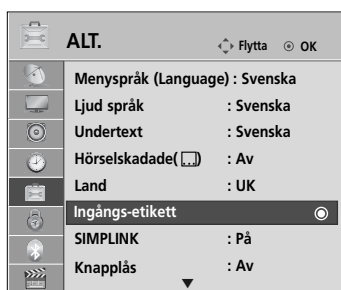 ALT. Flytta OK
Menyspråk (Language) : Svenska
Ljud språk : Svenska
Undertext : Svenska
Hörselskadade( ) : Av
Land : UK
Ingångs-etikett
SIMPLINK : På
Knapplås : Av